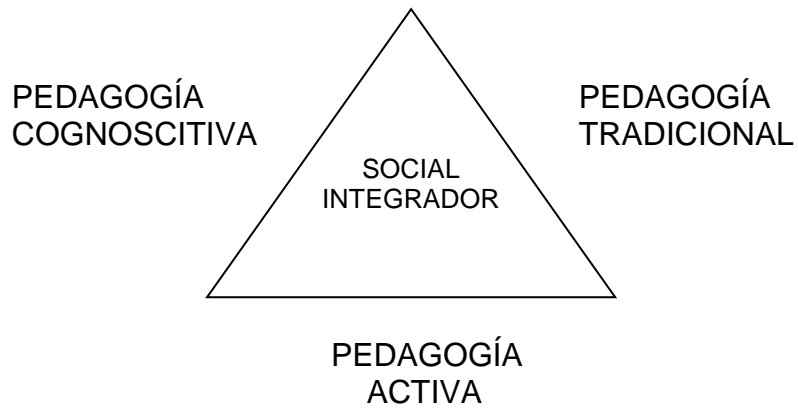 PEDAGOGÍA
COGNOSCITIVA
PEDAGOGÍA
TRADICIONAL
SOCIAL
INTEGRADOR
PEDAGOGÍA
ACTIVA